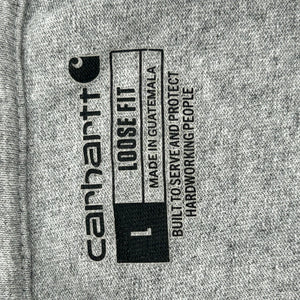 carhartt
LOOSE FIT
L
MADE IN GUATEMALA
BUILT TO SERVE AND PROTECT
HARDWORKING PEOPLE